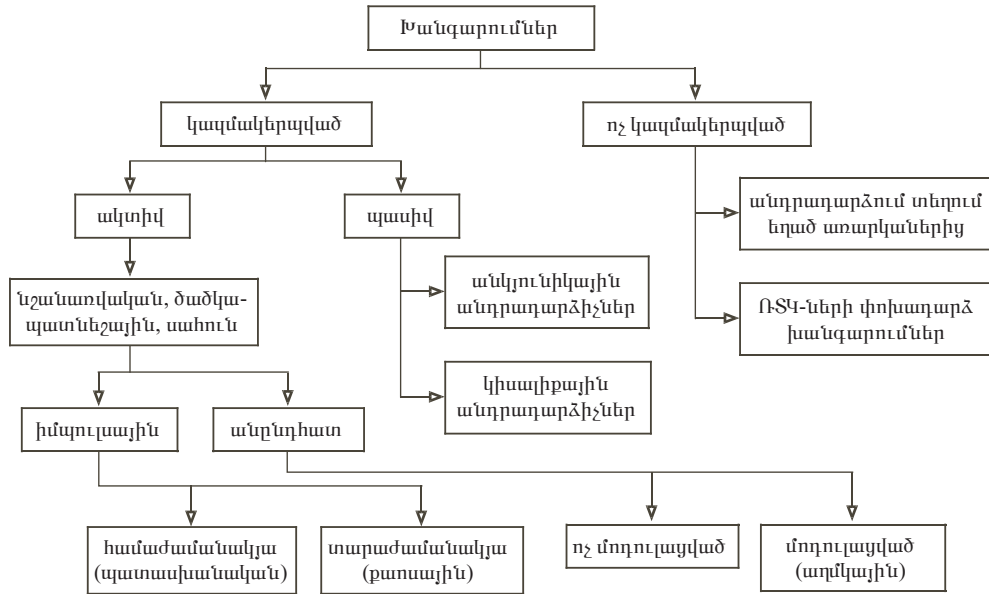 Խանգարումներ
կազմակերպված
ոչ կազմակերպված
ակտիվ
պասիվ
անդրադարձում տեղում
եղած առարկաներից
նշանառվական, ծածկա-
պատնեշային, սահուն
անկյունիկային
անդրադարձիչներ
ՌՏԿ-ների փոխադարձ
խանգարումներ
կիսալիքային
անդրադարձիչներ
իմպուլսային
անընդհատ
համաժամանակյա
(պատասխանական)
տարաժամանակյա
(քաոսային)
ոչ մոդուլացված
մոդուլացված
(աղմկային)